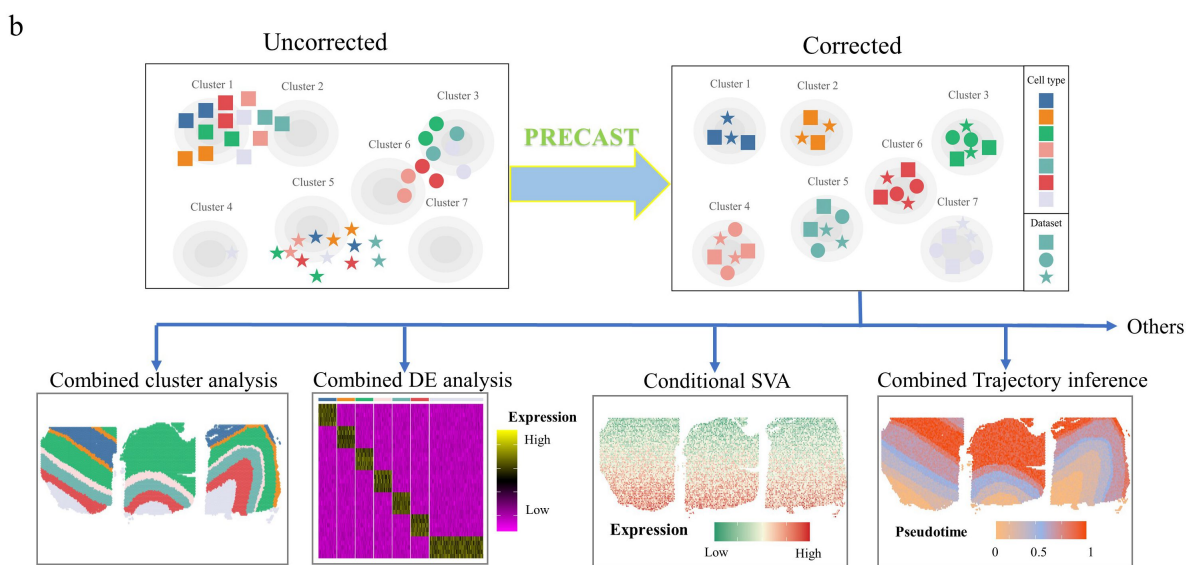 b
Uncorrected
Corrected
Cluster 1
Cluster 2
Cluster 3
Cluster 6
Cluster 5
Cluster 4
Cluster 7
PRECAST
Cluster 1
Cluster 2
Cluster 3
Cluster 6
Cluster 5
Cluster 4
Cluster 7
Cell type
Dataset
Others
Combined cluster analysis
Combined DE analysis
Expression
High
Low
Conditional SVA
Expression
Low
High
Combined Trajectory inference
Pseudotime
0
0.5
1